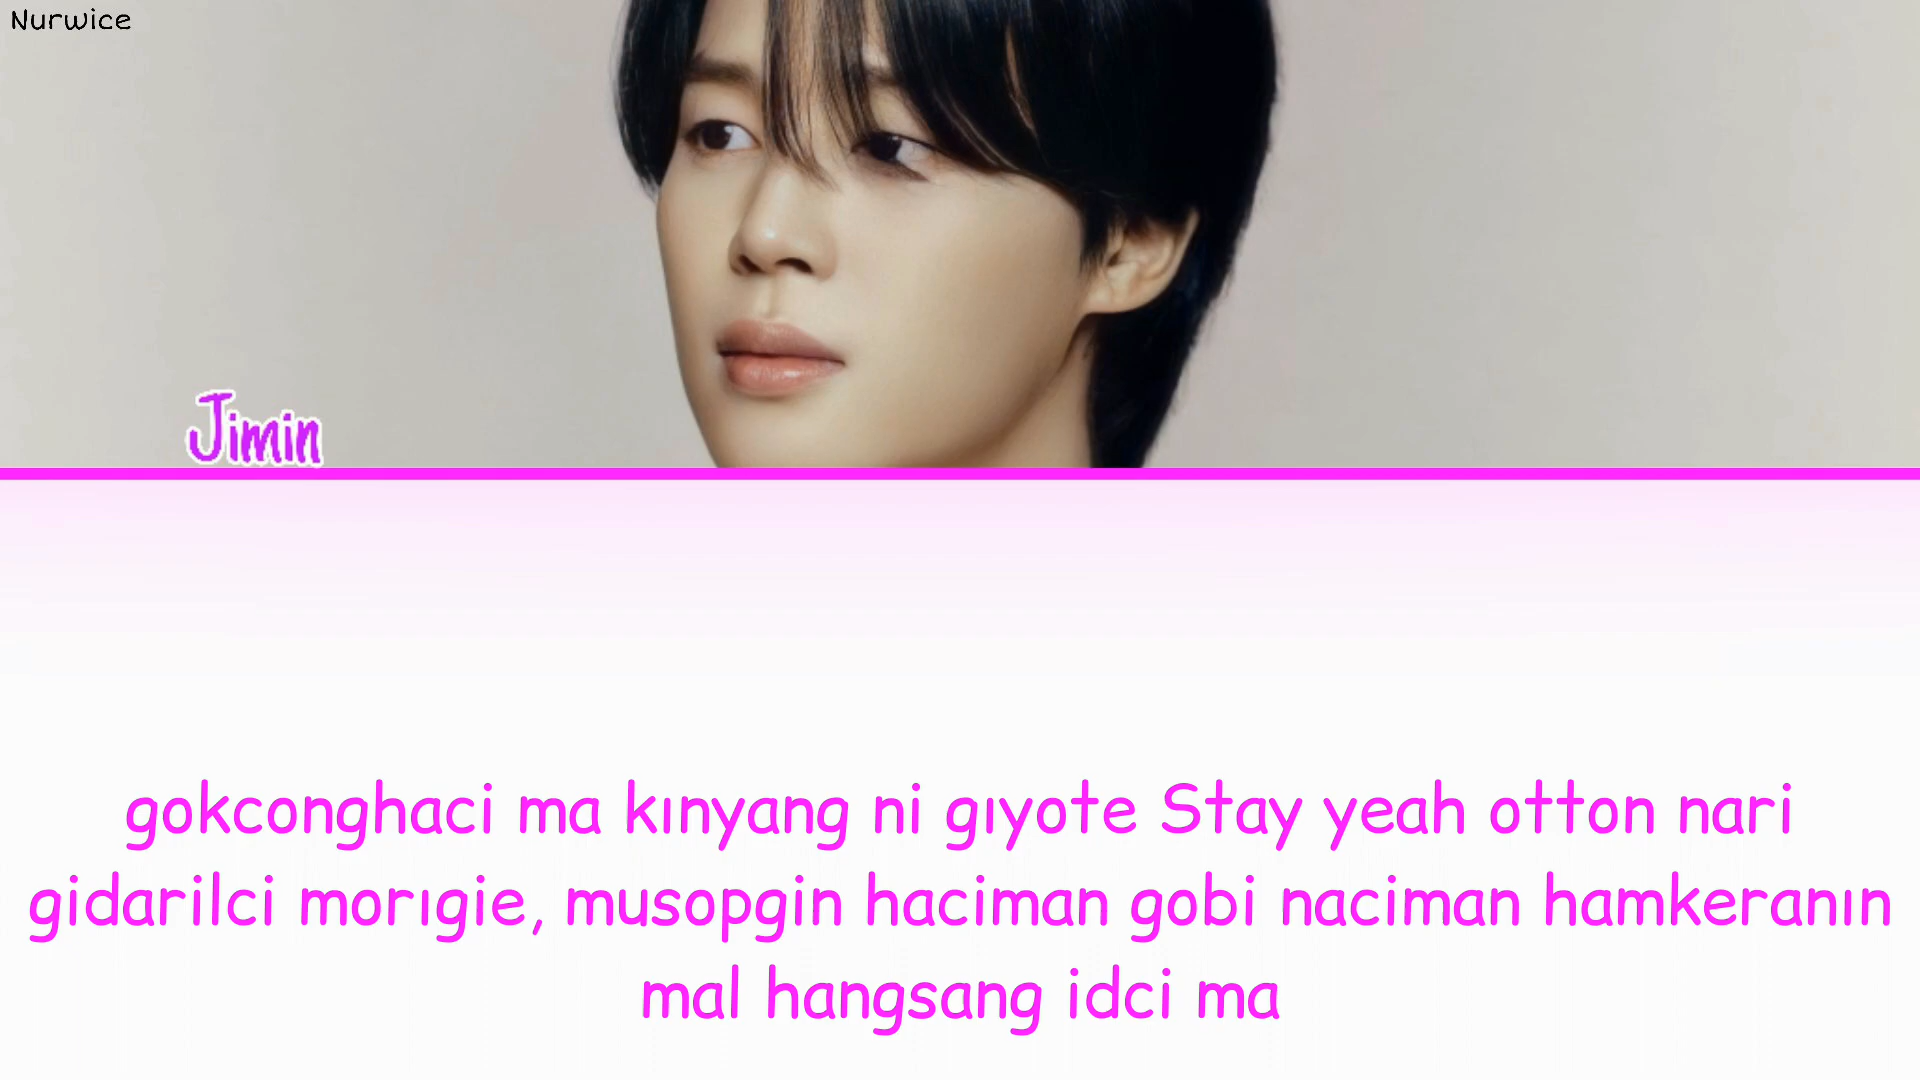 Nurwice
Jimin
gokconghaci ma kınyang ni gıyote Stay yeah otton nari
gidarilci morıgie, musopgin haciman gobi naciman hamkeranın
mal hangsang idci ma